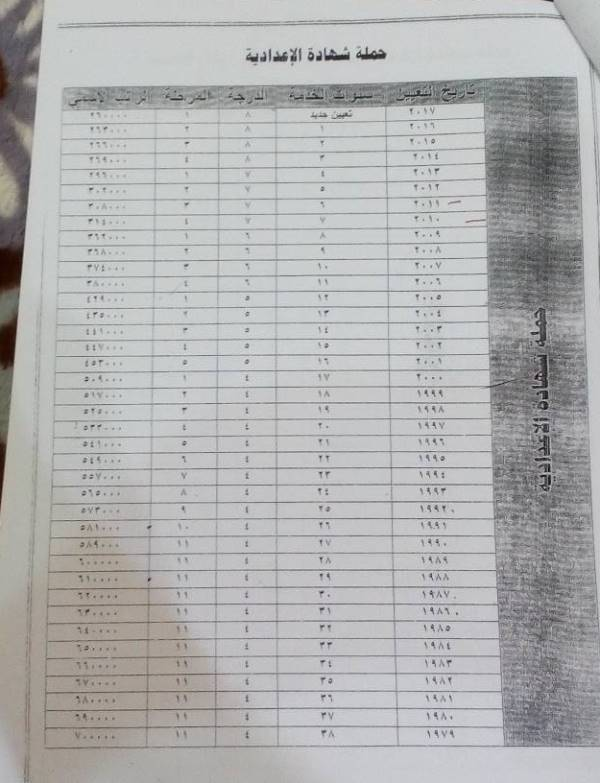 حملة شهادة الإعدادية
تاريخ التعيين سنوات الخدمة الدرجة المرحلة الراتب الاسمي
٢٠١٧ تعيين جديد ٨ ١ ٢٦٠٠٠٠
٢٠١٦ ١ ٨ ٢ ٢٦٣٠٠٠
٢٠١٥ ٢ ٨ ٣ ٢٦٦٠٠٠
٢٠١٤ ٣ ٨ ٤ ٢٦٩٠٠٠
٢٠١٣ ٤ ٧ ١ ٢٩٦٠٠٠
٢٠١٢ ٥ ٧ ٢ ٣٠٢٠٠٠
٢٠١١ ٦ ٧ ٣ ٣٠٨٠٠٠
٢٠١٠ ٧ ٧ ٤ ٣١٤٠٠٠
٢٠٠٩ ٨ ٦ ١ ٣٦٢٠٠٠
٢٠٠٨ ٩ ٦ ٢ ٣٦٨٠٠٠
٢٠٠٧ ١٠ ٦ ٣ ٣٧٤٠٠٠
٢٠٠٦ ١١ ٦ ٤ ٣٨٠٠٠٠
٢٠٠٥ ١٢ ٥ ١ ٤٢٩٠٠٠
٢٠٠٤ ١٣ ٥ ٢ ٤٣٥٠٠٠
٢٠٠٣ ١٤ ٥ ٣ ٤٤١٠٠٠
٢٠٠٢ ١٥ ٥ ٤ ٤٤٧٠٠٠
٢٠٠١ ١٦ ٥ ٥ ٤٥٣٠٠٠
٢٠٠٠ ١٧ ٤ ١ ٥٠٩٠٠٠
١٩٩٩ ١٨ ٤ ٢ ٥١٧٠٠٠
١٩٩٨ ١٩ ٤ ٣ ٥٢٥٠٠٠
١٩٩٧ ٢٠ ٤ ٤ ٥٣٣٠٠٠
١٩٩٦ ٢١ ٤ ٥ ٥٤١٠٠٠
١٩٩٥ ٢٢ ٤ ٦ ٥٤٩٠٠٠
١٩٩٤ ٢٣ ٤ ٧ ٥٥٧٠٠٠
١٩٩٣ ٢٤ ٤ ٨ ٥٦٥٠٠٠
١٩٩٢ ٢٥ ٤ ٩ ٥٧٣٠٠٠
١٩٩١ ٢٦ ٤ ١٠ ٥٨١٠٠٠
١٩٩٠ ٢٧ ٤ ١١ ٥٨٩٠٠٠
١٩٨٩ ٢٨ ٤ ١١ ٦٠٠٠٠٠
١٩٨٨ ٢٩ ٤ ١١ ٦١٠٠٠٠
١٩٨٧ ٣٠ ٤ ١١ ٦٢٠٠٠٠
١٩٨٦ ٣١ ٤ ١١ ٦٣٠٠٠٠
١٩٨٥ ٣٢ ٤ ١١ ٦٤٠٠٠٠
١٩٨٤ ٣٣ ٤ ١١ ٦٥٠٠٠٠
١٩٨٣ ٣٤ ٤ ١١ ٦٦٠٠٠٠
١٩٨٢ ٣٥ ٤ ١١ ٦٧٠٠٠٠
١٩٨١ ٣٦ ٤ ١١ ٦٨٠٠٠٠
١٩٨٠ ٣٧ ٤ ١١ ٦٩٠٠٠٠
١٩٧٩ ٣٨ ٤ ١١ ٧٠٠٠٠٠
حملة شهادة الاعدادية